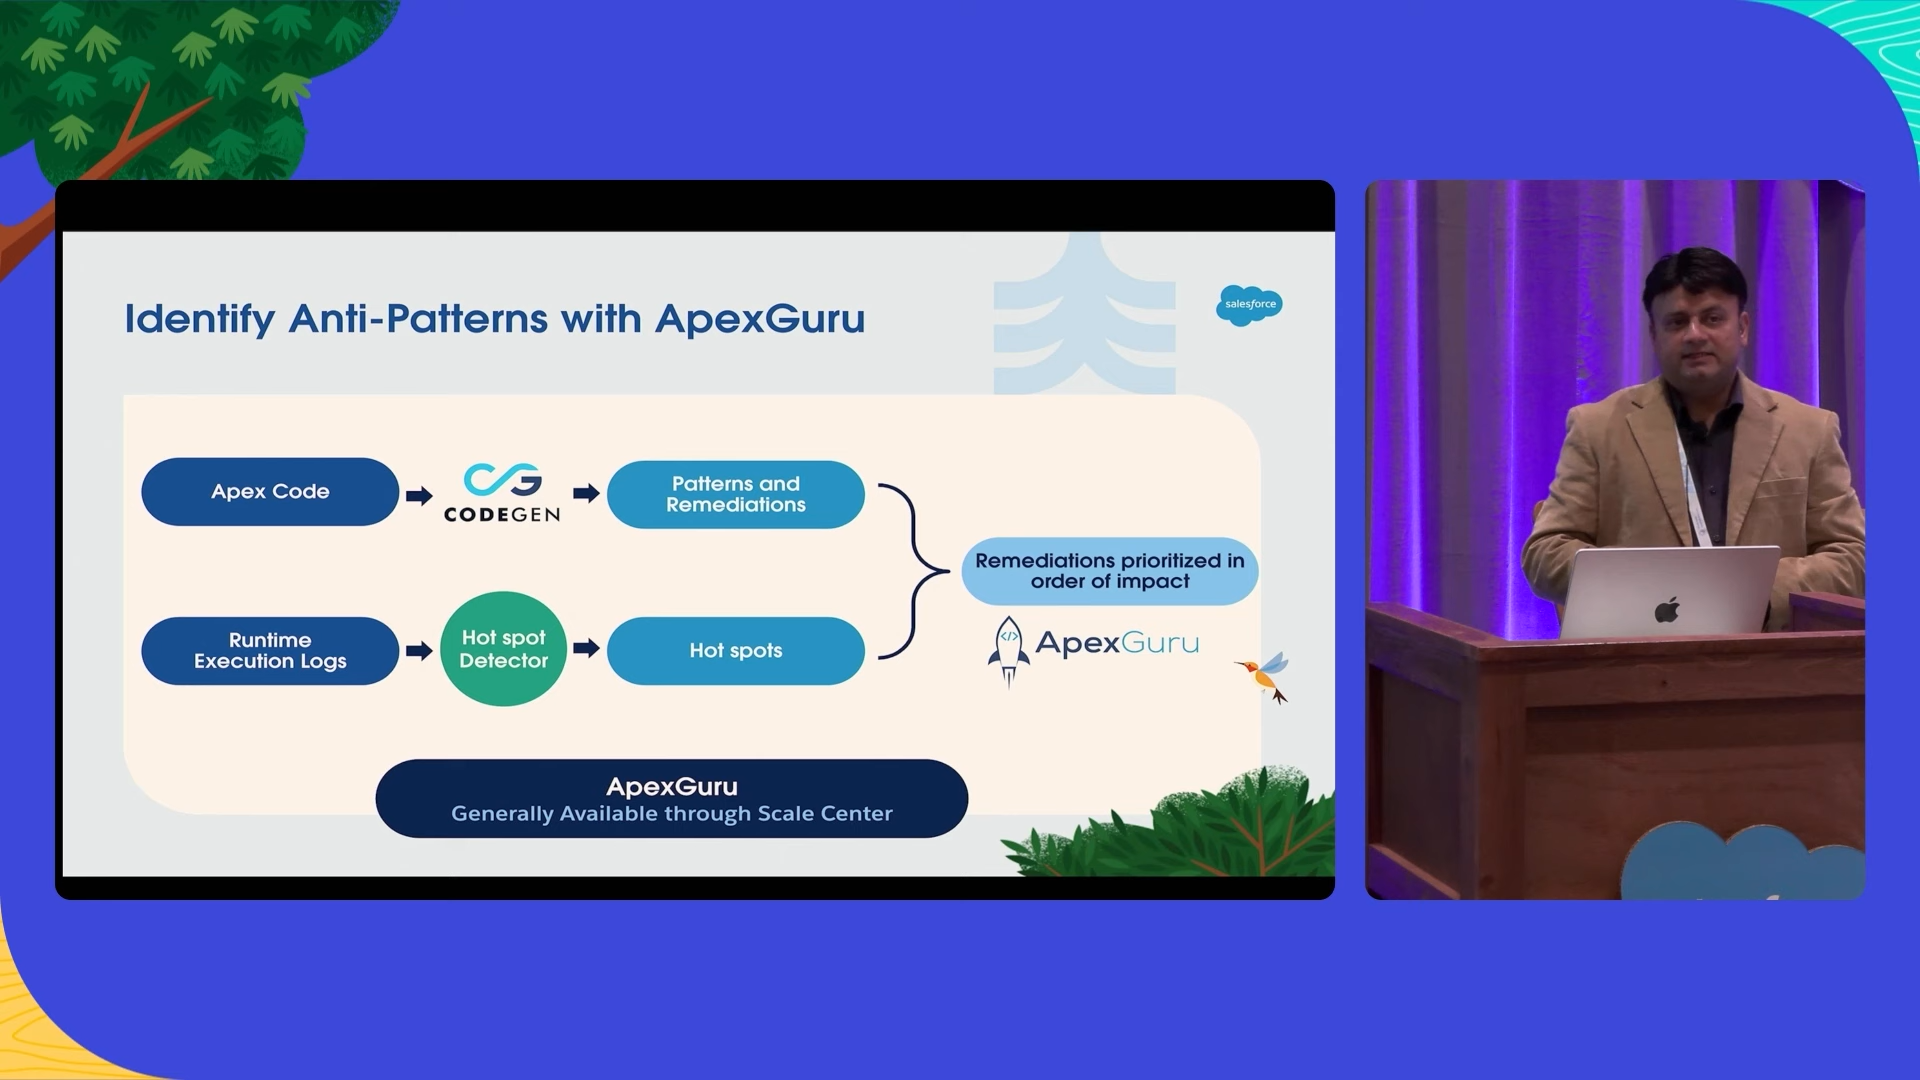 Identify Anti-Patterns with ApexGuru
salesforce
Apex Code
CODEGEN
Patterns and
Remediations
Remediations prioritized in
order of impact
Runtime
Execution Logs
Hot spot
Detector
Hot spots
ApexGuru
ApexGuru
Generally Available through Scale Center